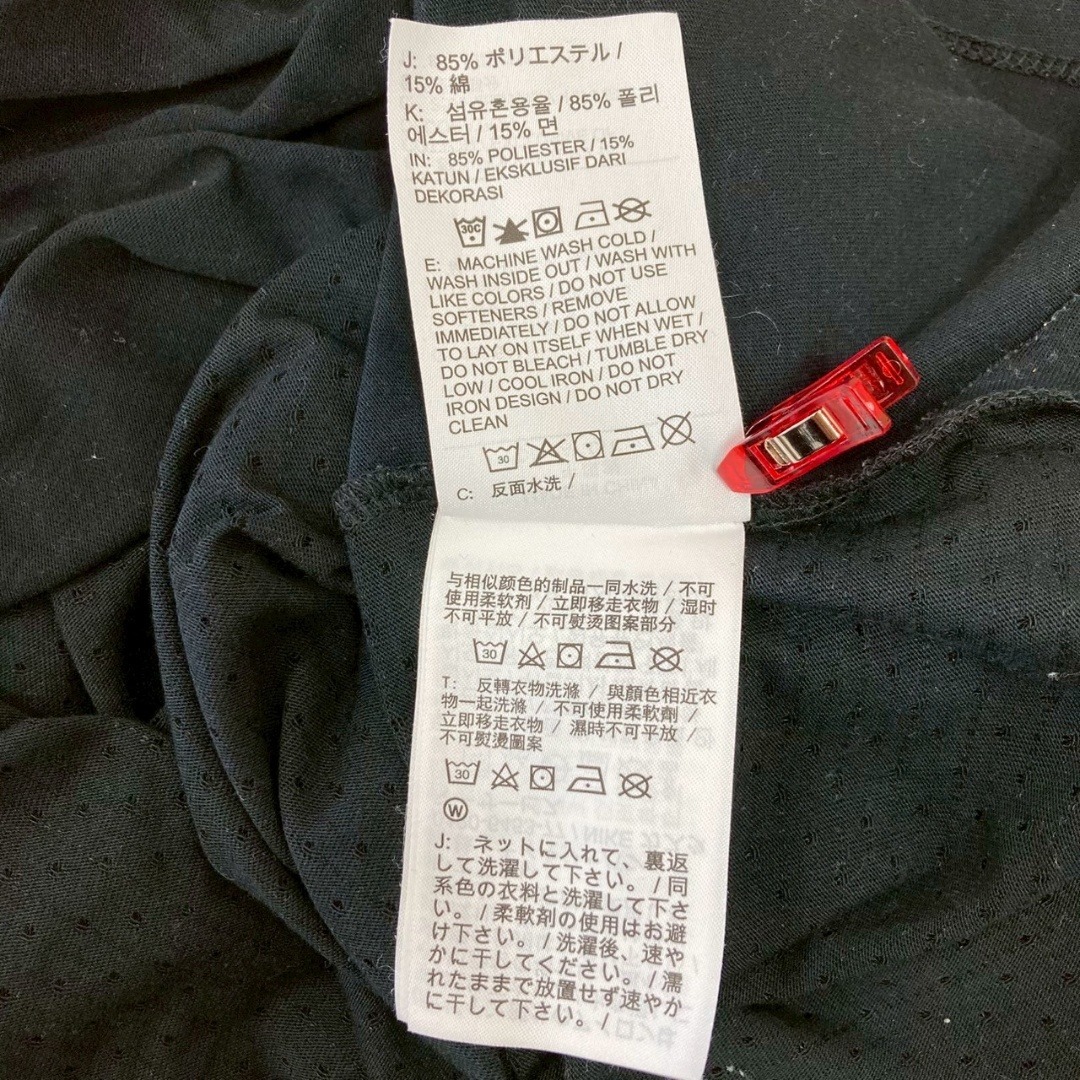 J: 85% ポリエステル /
15% 綿
K: 섬유혼용율 / 85% 폴리
에스터 / 15% 면
IN: 85% POLIESTER / 15%
KATUN / EKSKLUSIF DARI
DEKORASI
30C
E: MACHINE WASH COLD /
WASH INSIDE OUT / WASH WITH
LIKE COLORS / DO NOT USE
SOFTENERS / REMOVE
IMMEDIATELY / DO NOT ALLOW
TO LAY ON ITSELF WHEN WET /
DO NOT BLEACH / TUMBLE DRY
LOW / COOL IRON / DO NOT
IRON DESIGN / DO NOT DRY
CLEAN
30
C: 反面水洗 /
与相似颜色的制品一同水洗 / 不可
使用柔软剂 / 立即移走衣物 / 湿时
不可平放 / 不可熨烫图案部分
30
T: 反轉衣物洗滌 / 與顏色相近衣
物一起洗滌 / 不可使用柔軟劑 /
立即移走衣物 / 濕時不可平放 /
不可熨燙圖案
30
W
J: ネットに入れて、裏返
して洗濯して下さい。 / 同
系色の衣料と洗濯して下さ
い。 / 柔軟剤の使用はお避
け下さい。 / 洗濯後、速や
かに干してください。 / 濡
れたままで放置せず速やか
に干して下さい。 /